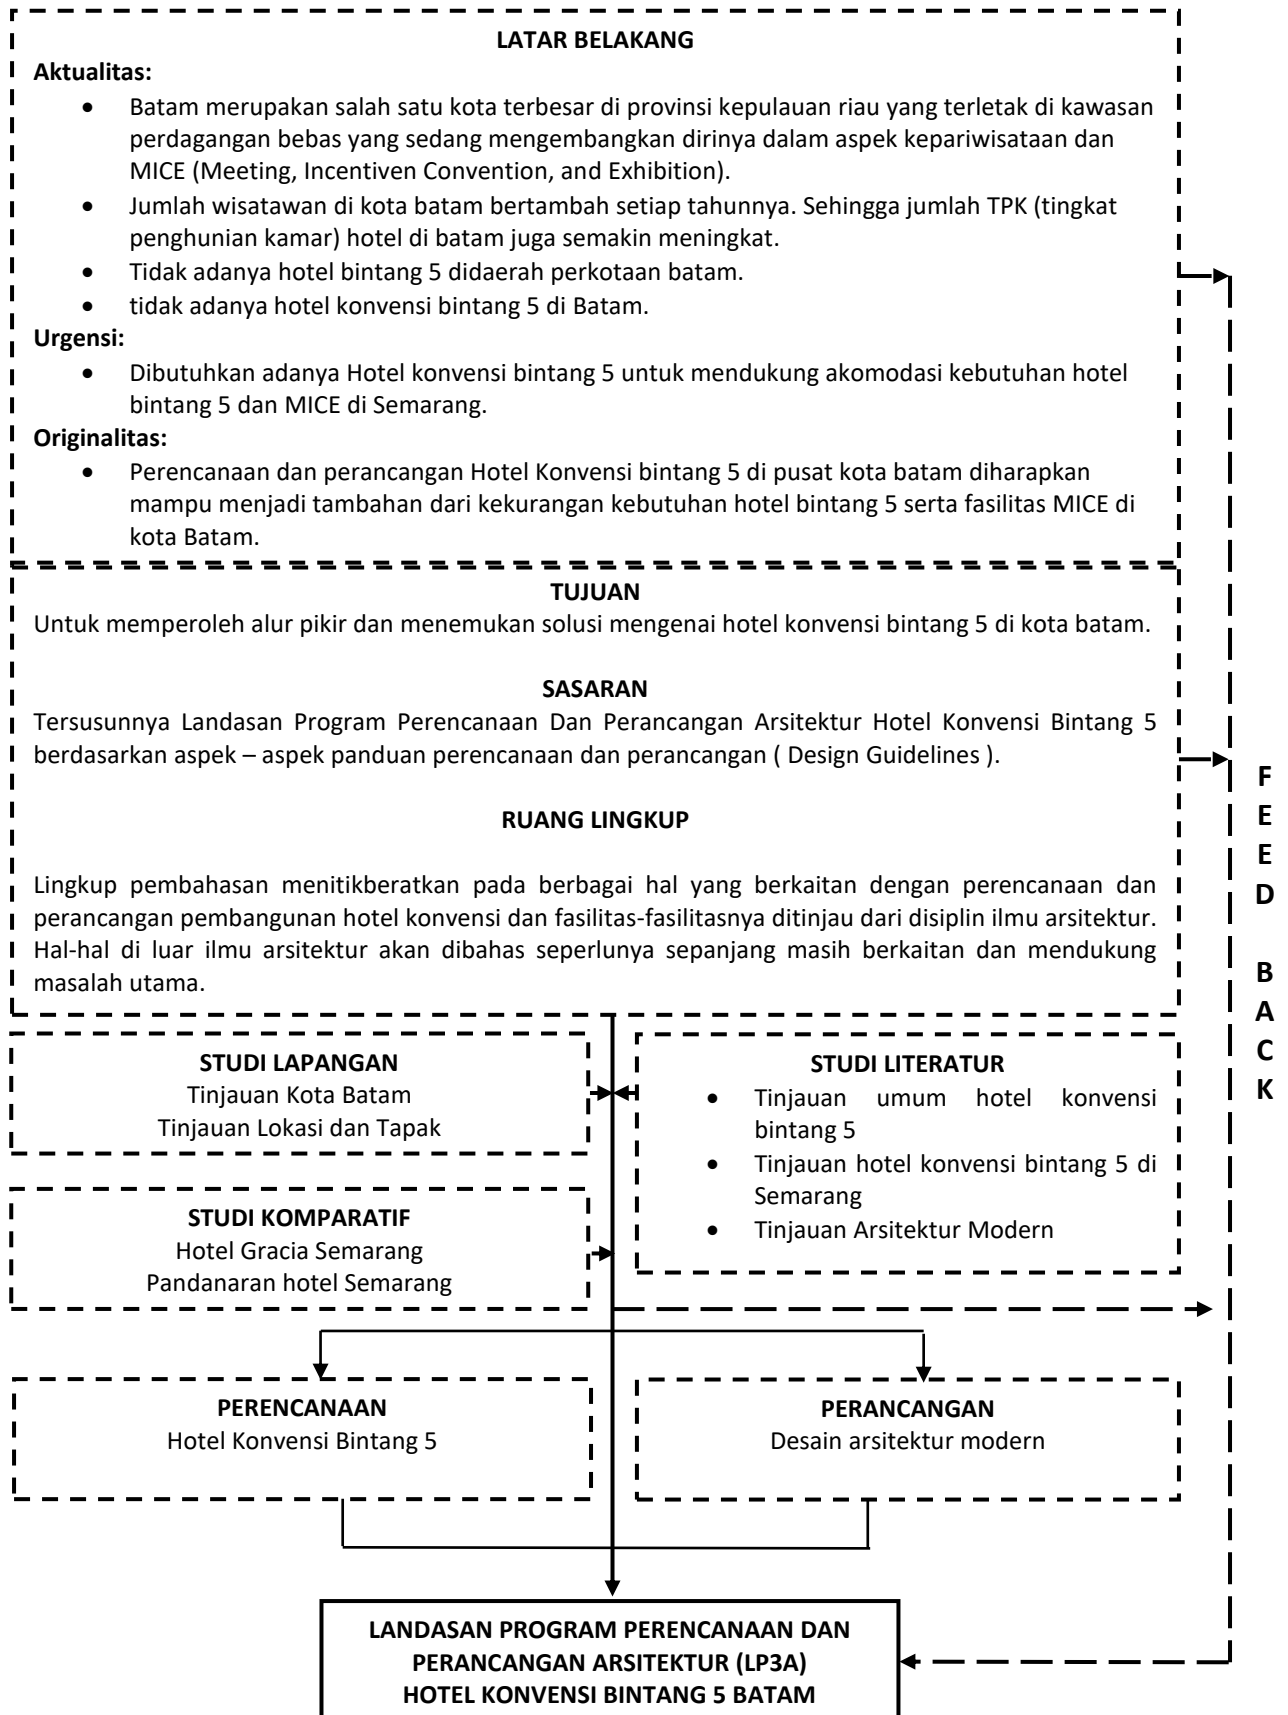 LATAR BELAKANG
Aktualitas:
• Batam merupakan salah satu kota terbesar di provinsi kepulauan riau yang terletak di kawasan
perdagangan bebas yang sedang mengembangkan dirinya dalam aspek kepariwisataan dan
MICE (Meeting, Incentiven Convention, and Exhibition).
• Jumlah wisatawan di kota batam bertambah setiap tahunnya. Sehingga jumlah TPK (tingkat
penghunian kamar) hotel di batam juga semakin meningkat.
• Tidak adanya hotel bintang 5 didaerah perkotaan batam.
• tidak adanya hotel konvensi bintang 5 di Batam.
Urgensi:
• Dibutuhkan adanya Hotel konvensi bintang 5 untuk mendukung akomodasi kebutuhan hotel
bintang 5 dan MICE di Semarang.
Originalitas:
• Perencanaan dan perancangan Hotel Konvensi bintang 5 di pusat kota batam diharapkan
mampu menjadi tambahan dari kekurangan kebutuhan hotel bintang 5 serta fasilitas MICE di
kota Batam.
TUJUAN
Untuk memperoleh alur pikir dan menemukan solusi mengenai hotel konvensi bintang 5 di kota batam.
SASARAN
Tersusunnya Landasan Program Perencanaan Dan Perancangan Arsitektur Hotel Konvensi Bintang 5
berdasarkan aspek – aspek panduan perencanaan dan perancangan ( Design Guidelines ).
RUANG LINGKUP
Lingkup pembahasan menitikberatkan pada berbagai hal yang berkaitan dengan perencanaan dan
perancangan pembangunan hotel konvensi dan fasilitas-fasilitasnya ditinjau dari disiplin ilmu arsitektur.
Hal-hal di luar ilmu arsitektur akan dibahas seperlunya sepanjang masih berkaitan dan mendukung
masalah utama.
F
E
E
D
B
A
C
K
STUDI LAPANGAN
Tinjauan Kota Batam
Tinjauan Lokasi dan Tapak
STUDI LITERATUR
• Tinjauan umum hotel konvensi
bintang 5
• Tinjauan hotel konvensi bintang 5 di
Semarang
• Tinjauan Arsitektur Modern
STUDI KOMPARATIF
Hotel Gracia Semarang
Pandanaran hotel Semarang
PERENCANAAN
Hotel Konvensi Bintang 5
PERANCANGAN
Desain arsitektur modern
LANDASAN PROGRAM PERENCANAAN DAN
PERANCANGAN ARSITEKTUR (LP3A)
HOTEL KONVENSI BINTANG 5 BATAM